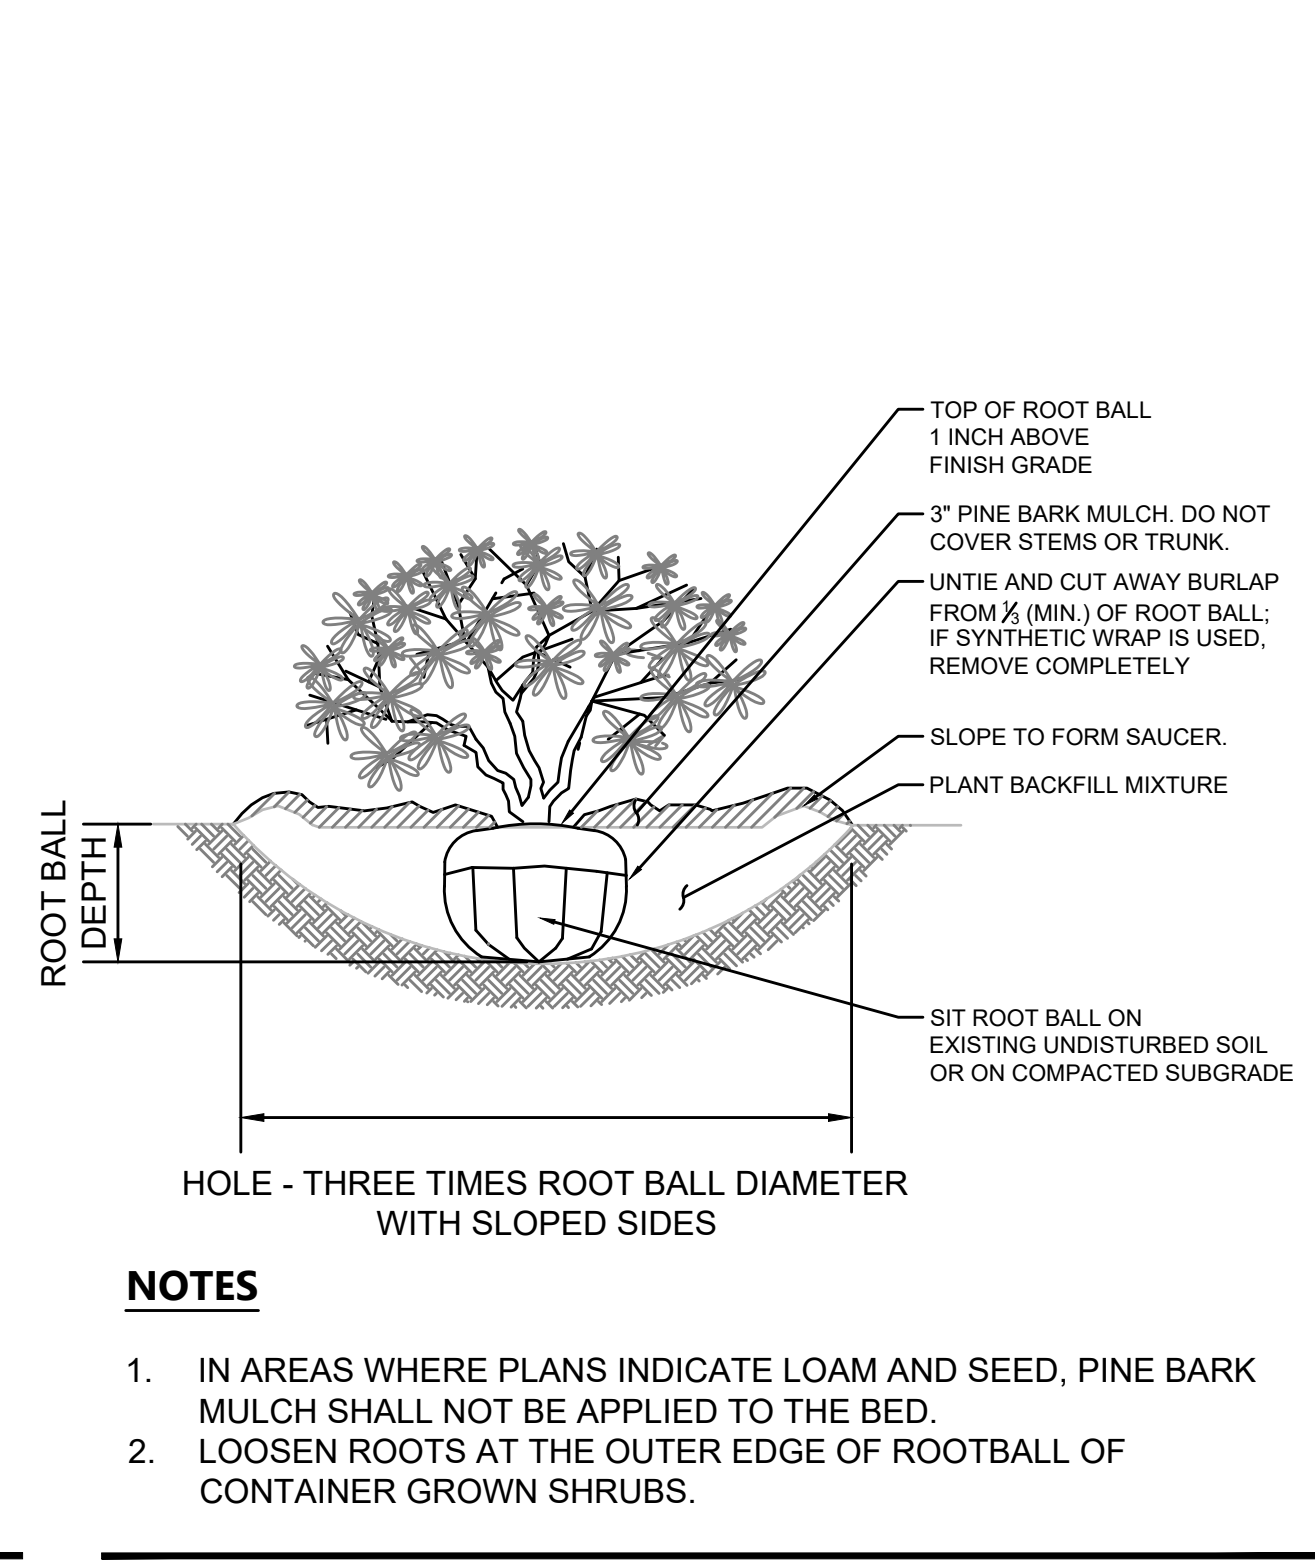 TOP OF ROOT BALL
1 INCH ABOVE
FINISH GRADE
3" PINE BARK MULCH. DO NOT
COVER STEMS OR TRUNK.
UNTIE AND CUT AWAY BURLAP
FROM 1/3 (MIN.) OF ROOT BALL;
IF SYNTHETIC WRAP IS USED,
REMOVE COMPLETELY
SLOPE TO FORM SAUCER.
PLANT BACKFILL MIXTURE
ROOT BALL
DEPTH
SIT ROOT BALL ON
EXISTING UNDISTURBED SOIL
OR ON COMPACTED SUBGRADE
HOLE - THREE TIMES ROOT BALL DIAMETER
WITH SLOPED SIDES
NOTES
1. IN AREAS WHERE PLANS INDICATE LOAM AND SEED, PINE BARK
MULCH SHALL NOT BE APPLIED TO THE BED.
2. LOOSEN ROOTS AT THE OUTER EDGE OF ROOTBALL OF
CONTAINER GROWN SHRUBS.